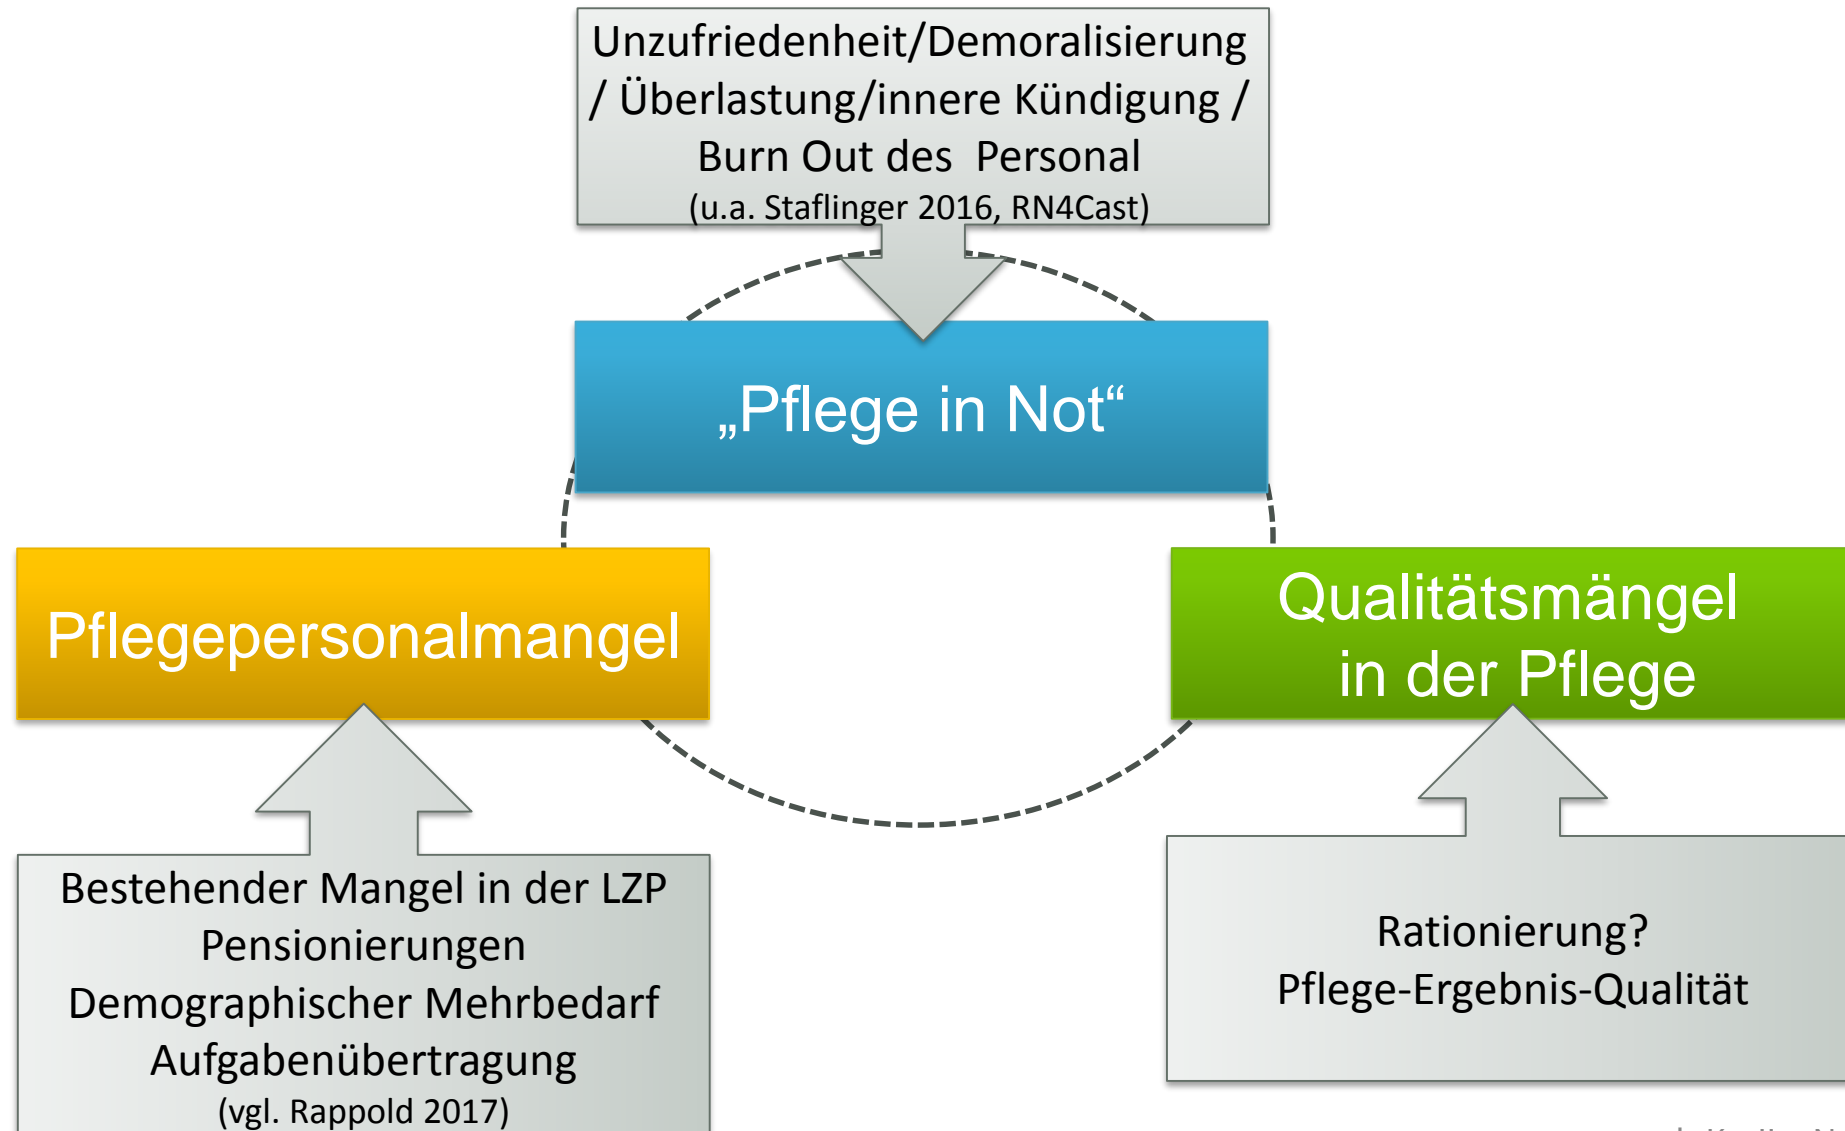 Unzufriedenheit/Demoralisierung
/ Überlastung/innere Kündigung /
Burn Out des Personal
(u.a. Staflinger 2016, RN4Cast)
„Pflege in Not“
Pflegepersonalmangel
Qualitätsmängel
in der Pflege
Bestehender Mangel in der LZP
Pensionierungen
Demographischer Mehrbedarf
Aufgabenübertragung
(vgl. Rappold 2017)
Rationierung?
Pflege-Ergebnis-Qualität